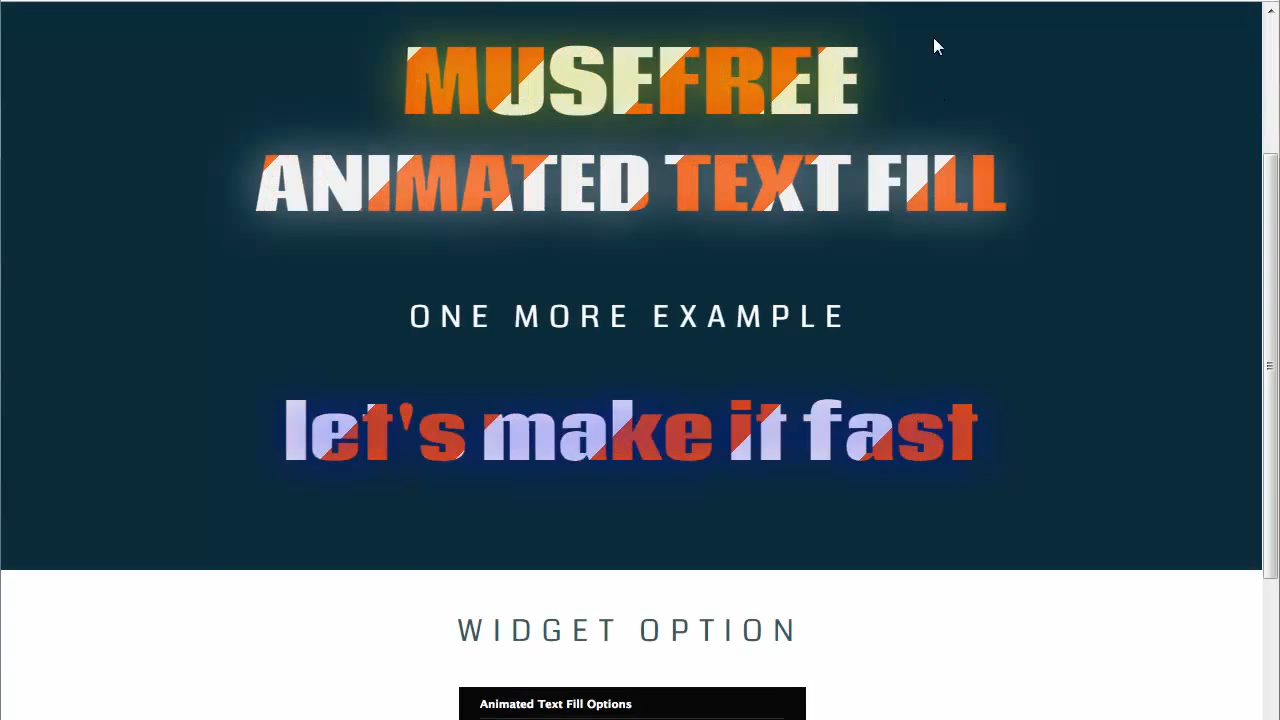 MUSEFREE
ANIMATED TEXT FILL
ONE MORE EXAMPLE
let's make it fast
WIDGET OPTION
Animated Text Fill Options